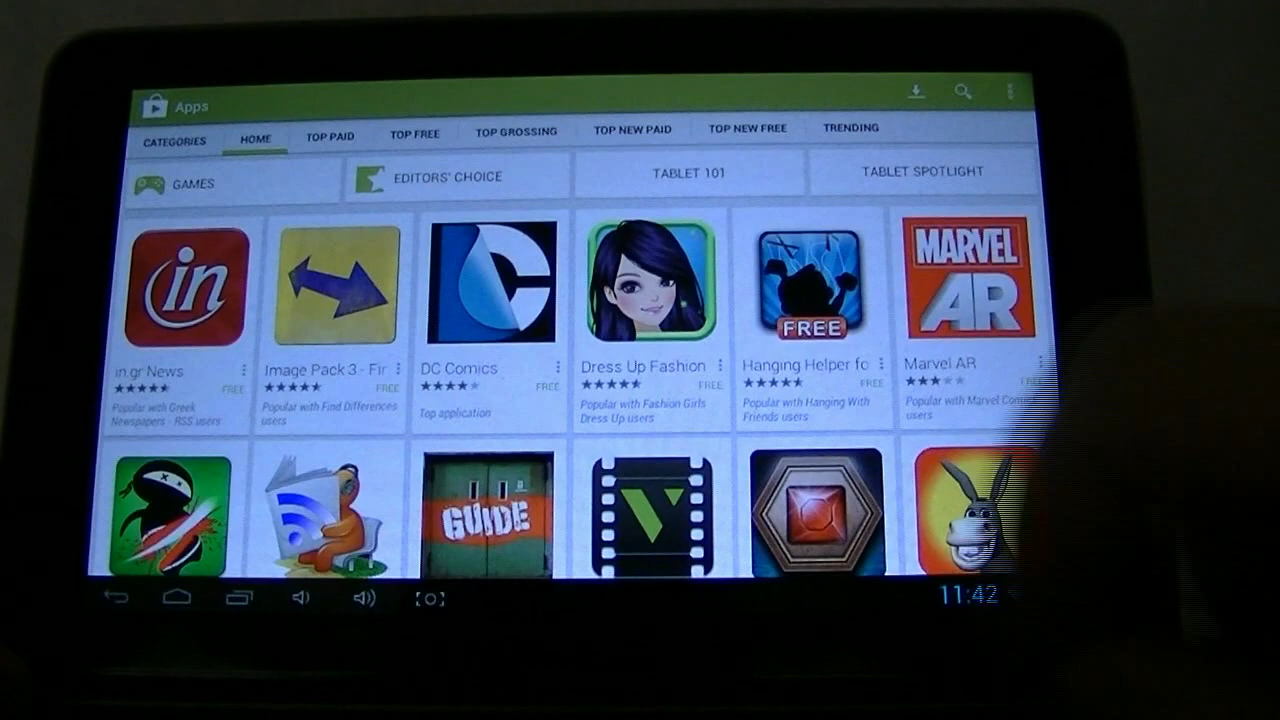 Apps
CATEGORIES
HOME
TOP PAID
TOP FREE
TOP GROSSING
TOP NEW PAID
TOP NEW FREE
TRENDING
GAMES
EDITORS' CHOICE
TABLET 101
TABLET SPOTLIGHT
in
in.gr News
FREE
Popular with Greek
Newspapers - RSS users
Image Pack 3 - Fir
FREE
Popular with Find Differences
users
DC Comics
FREE
Top application
Dress Up Fashion
FREE
Popular with Fashion Girls
Dress Up users
FREE
Hanging Helper fo
FREE
Popular with Hanging With
Friends users
MARVEL
AR
Marvel AR
Popular with Marvel
users
GUIDE
V
11:42